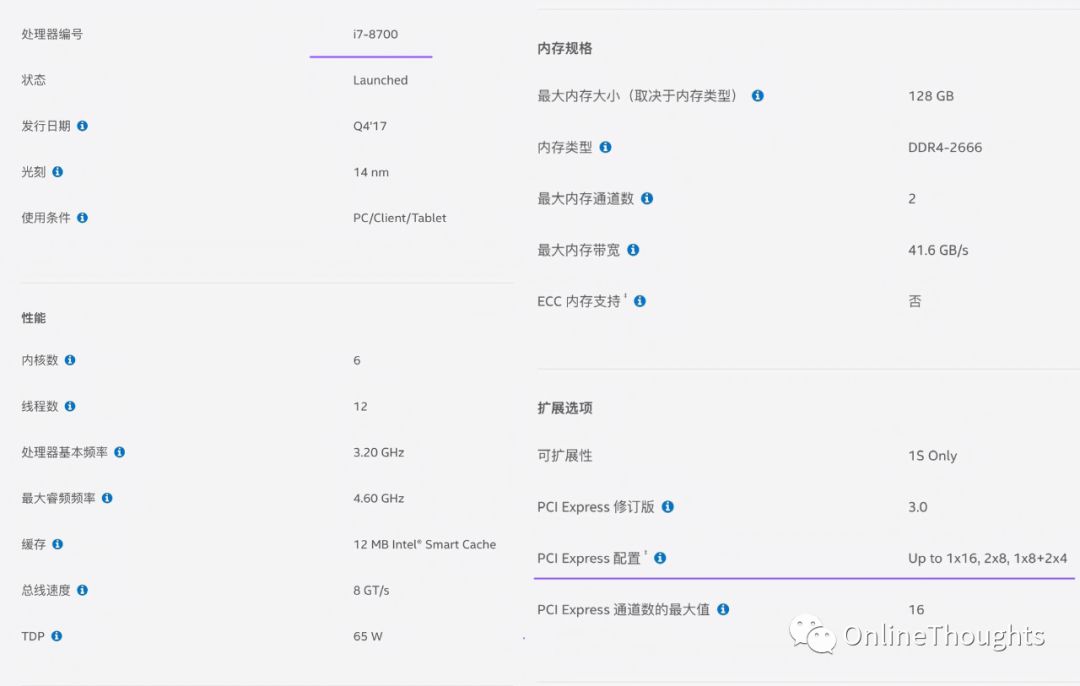 处理器编号 i7-8700
状态 Launched
发行日期 Q4'17
光刻 14 nm
使用条件 PC/Client/Tablet
性能
内核数 6
线程数 12
处理器基本频率 3.20 GHz
最大睿频频率 4.60 GHz
缓存 12 MB Intel® Smart Cache
总线速度 8 GT/s
TDP 65 W
内存规格
最大内存大小（取决于内存类型） 128 GB
内存类型 DDR4-2666
最大内存通道数 2
最大内存带宽 41.6 GB/s
ECC 内存支持 ‡ 否
扩展选项
可扩展性 1S Only
PCI Express 修订版 3.0
PCI Express 配置 ‡ Up to 1x16, 2x8, 1x8+2x4
PCI Express 通道数的最大值 16
OnlineThoughts